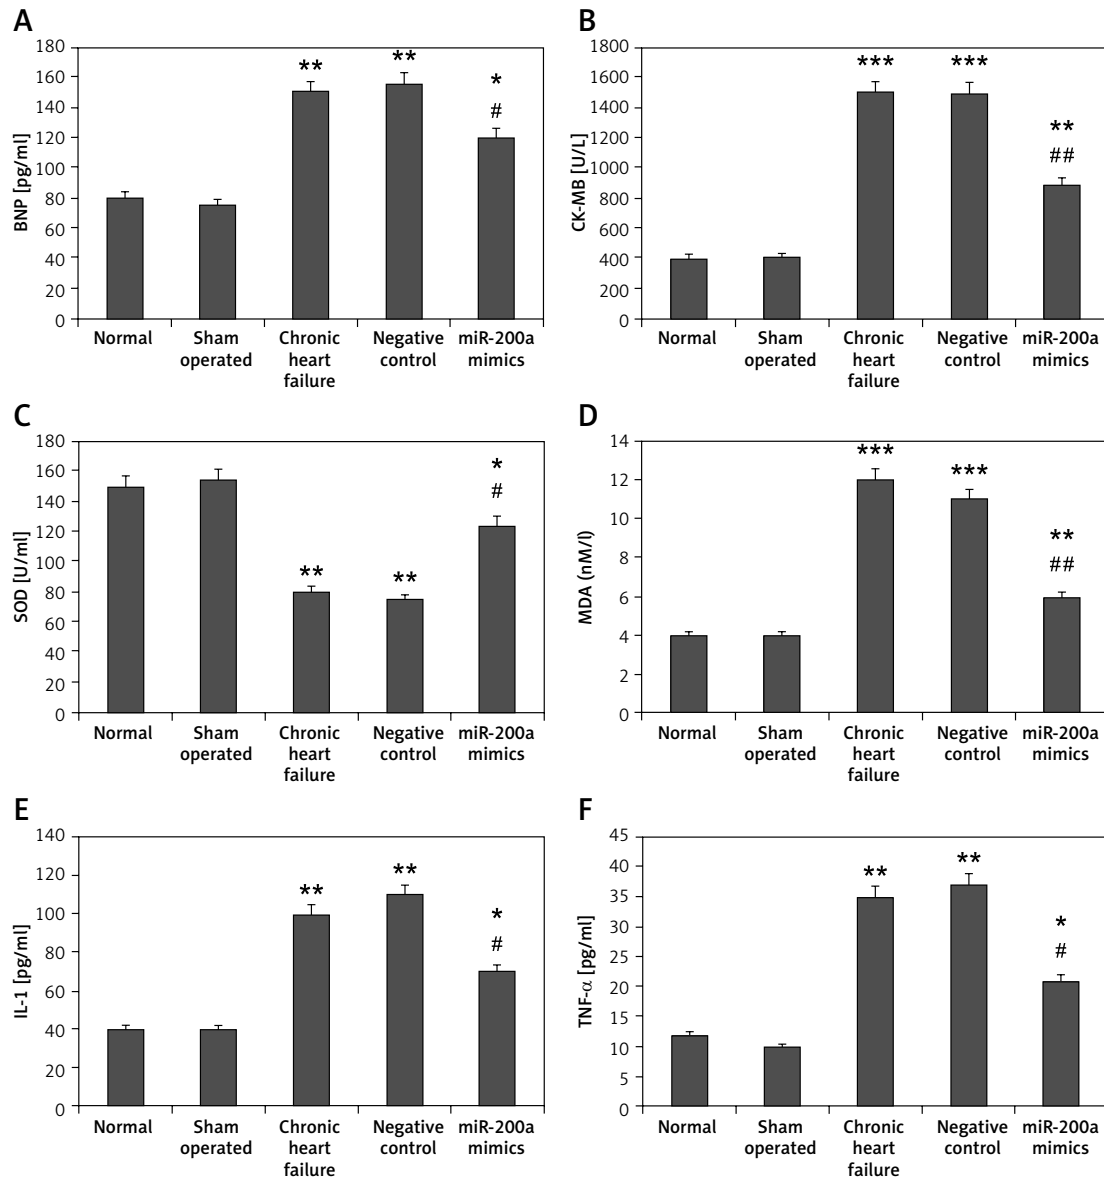 A
BNP [pg/ml]
180
160
140
120
100
80
60
40
20
0
**
**
*
#
Normal
Sham
operated
Chronic
heart
failure
Negative
control
miR-200a
mimics
B
CK-MB [U/L]
1800
1600
1400
1200
1000
800
600
400
200
0
***
***
**
##
Normal
Sham
operated
Chronic
heart
failure
Negative
control
miR-200a
mimics
C
SOD [U/ml]
180
160
140
120
100
80
60
40
20
0
**
**
*
#
Normal
Sham
operated
Chronic
heart
failure
Negative
control
miR-200a
mimics
D
MDA (nM/l)
14
12
10
8
6
4
2
0
***
***
**
##
Normal
Sham
operated
Chronic
heart
failure
Negative
control
miR-200a
mimics
E
IL-1 [pg/ml]
140
120
100
80
60
40
20
0
**
**
*
#
Normal
Sham
operated
Chronic
heart
failure
Negative
control
miR-200a
mimics
F
TNF-α [pg/ml]
45
40
35
30
25
20
15
10
5
0
**
**
*
#
Normal
Sham
operated
Chronic
heart
failure
Negative
control
miR-200a
mimics